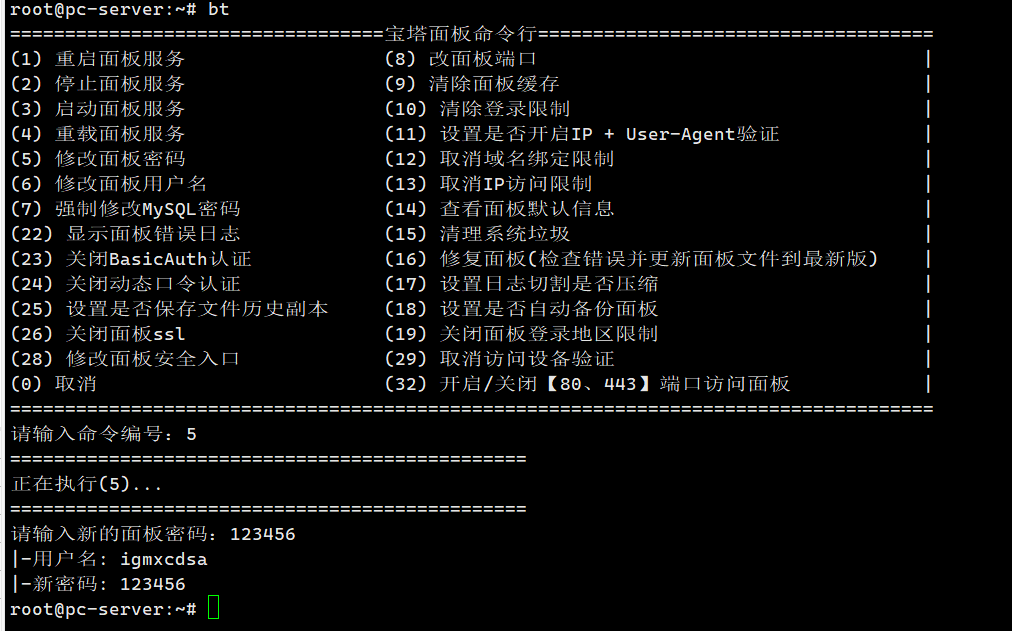 root@pc-server:~# bt
==================================宝塔面板命令行====================================
(1) 重启面板服务                  (8) 改面板端口                                   |
(2) 停止面板服务                  (9) 清除面板缓存                                 |
(3) 启动面板服务                  (10) 清除登录限制                                |
(4) 重载面板服务                  (11) 设置是否开启IP + User-Agent验证             |
(5) 修改面板密码                  (12) 取消域名绑定限制                            |
(6) 修改面板用户名                (13) 取消IP访问限制                              |
(7) 强制修改MySQL密码             (14) 查看面板默认信息                            |
(22) 显示面板错误日志             (15) 清理系统垃圾                                |
(23) 关闭BasicAuth认证            (16) 修复面板(检查错误并更新面板文件到最新版)    |
(24) 关闭动态口令认证             (17) 设置日志切割是否压缩                        |
(25) 设置是否保存文件历史副本     (18) 设置是否自动备份面板                        |
(26) 关闭面板ssl                  (19) 关闭面板登录地区限制                        |
(28) 修改面板安全入口             (29) 取消访问设备验证                            |
(0) 取消                          (32) 开启/关闭【80、443】端口访问面板            |
====================================================================================
请输入命令编号：5
===============================================
正在执行(5)...
===============================================
请输入新的面板密码：123456
|-用户名: igmxcdsa
|-新密码: 123456
root@pc-server:~#